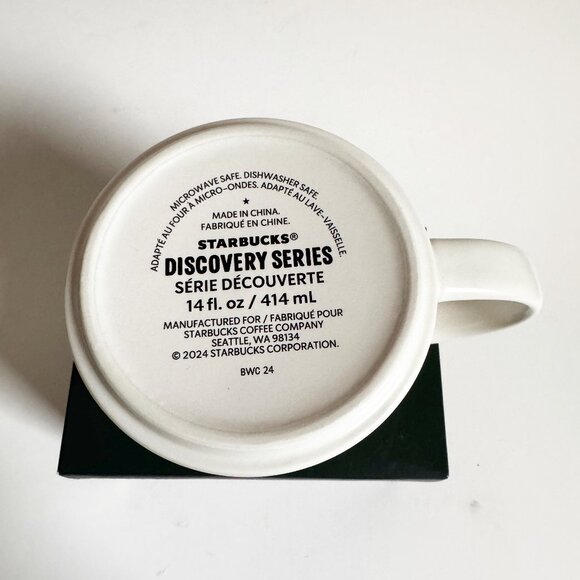 MICROWAVE SAFE. DISHWASHER SAFE.
ADAPTÉ AU FOUR À MICRO-ONDES. ADAPTÉ AU LAVE-VAISSELLE.
★
MADE IN CHINA.
FABRIQUÉ EN CHINE.
STARBUCKS®
DISCOVERY SERIES
SÉRIE DÉCOUVERTE
14 fl. oz / 414 mL
MANUFACTURED FOR / FABRIQUÉ POUR
STARBUCKS COFFEE COMPANY
SEATTLE, WA 98134
© 2024 STARBUCKS CORPORATION.
BWC 24